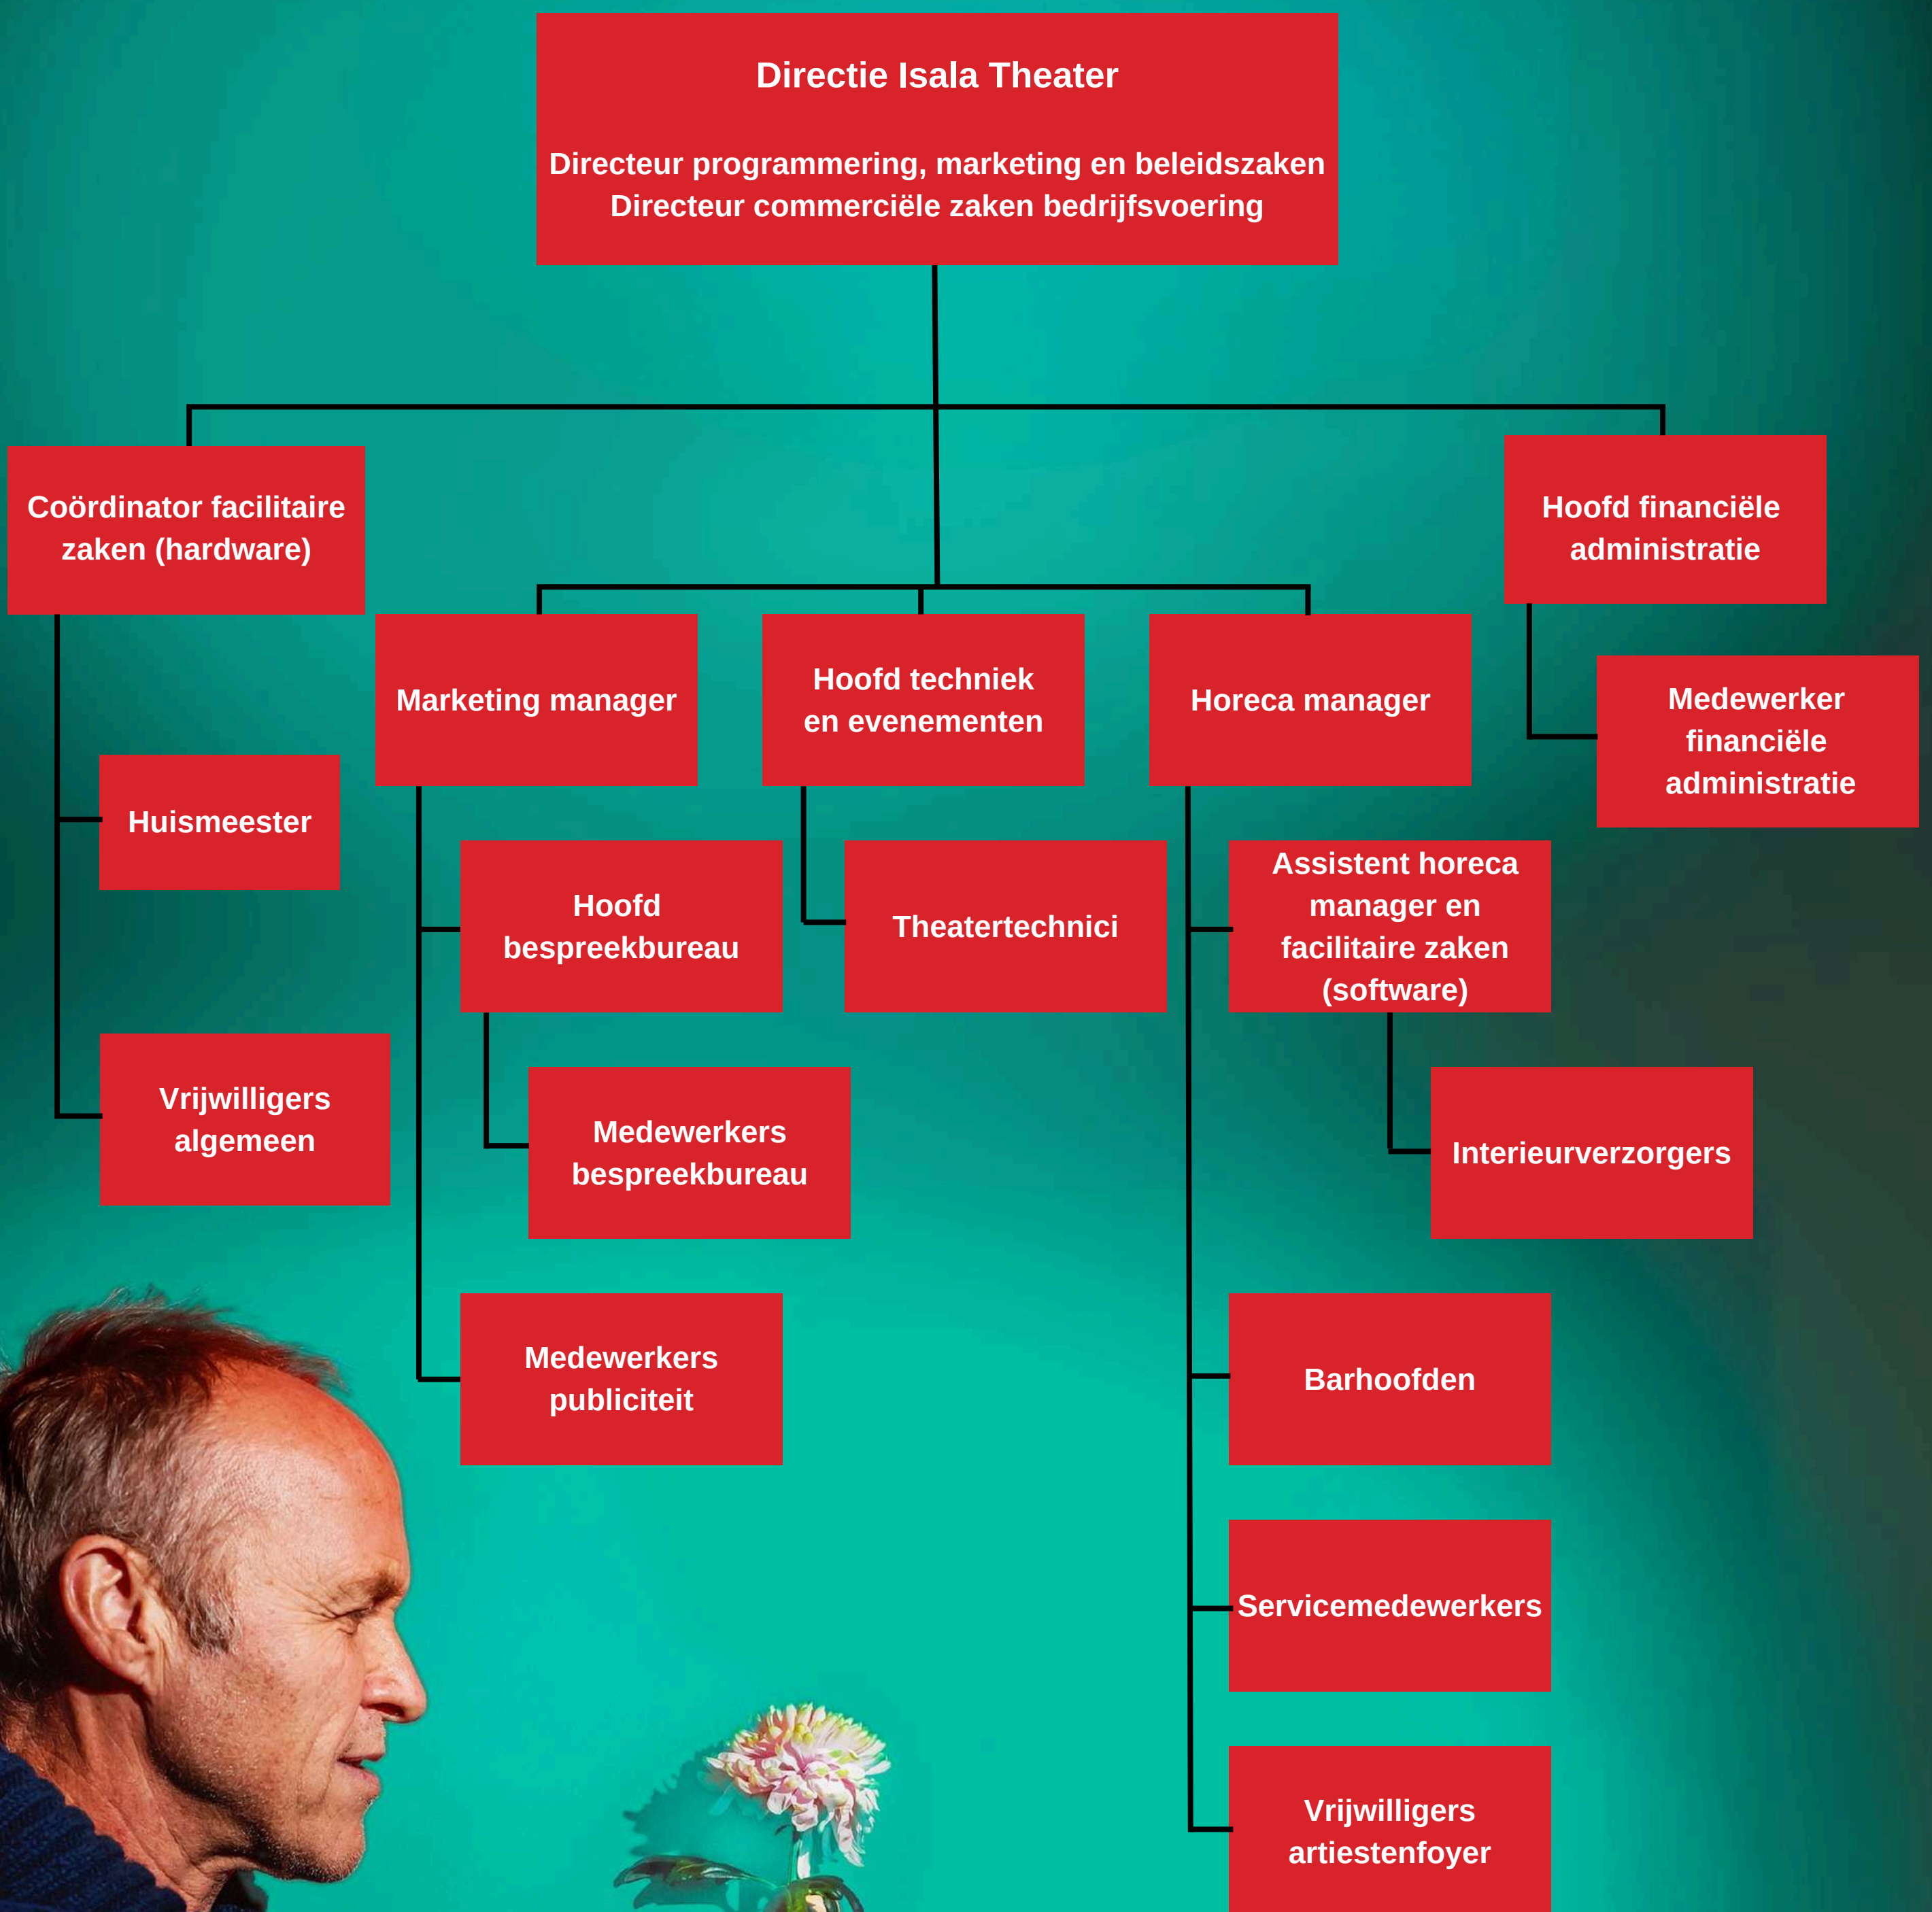 Directie Isala Theater
Directeur programmering, marketing en beleidszaken
Directeur commerciële zaken bedrijfsvoering
Coördinator facilitaire
zaken (hardware)
Hoofd financiële
administratie
Marketing manager
Hoofd techniek
en evenementen
Horeca manager
Medewerker
financiële
administratie
Huismeester
Hoofd
bespreekbureau
Theatertechnici
Assistent horeca
manager en
facilitaire zaken
(software)
Vrijwilligers
algemeen
Medewerkers
bespreekbureau
Interieurverzorgers
Medewerkers
publiciteit
Barhoofden
Servicemedewerkers
Vrijwilligers
artiestenfoyer